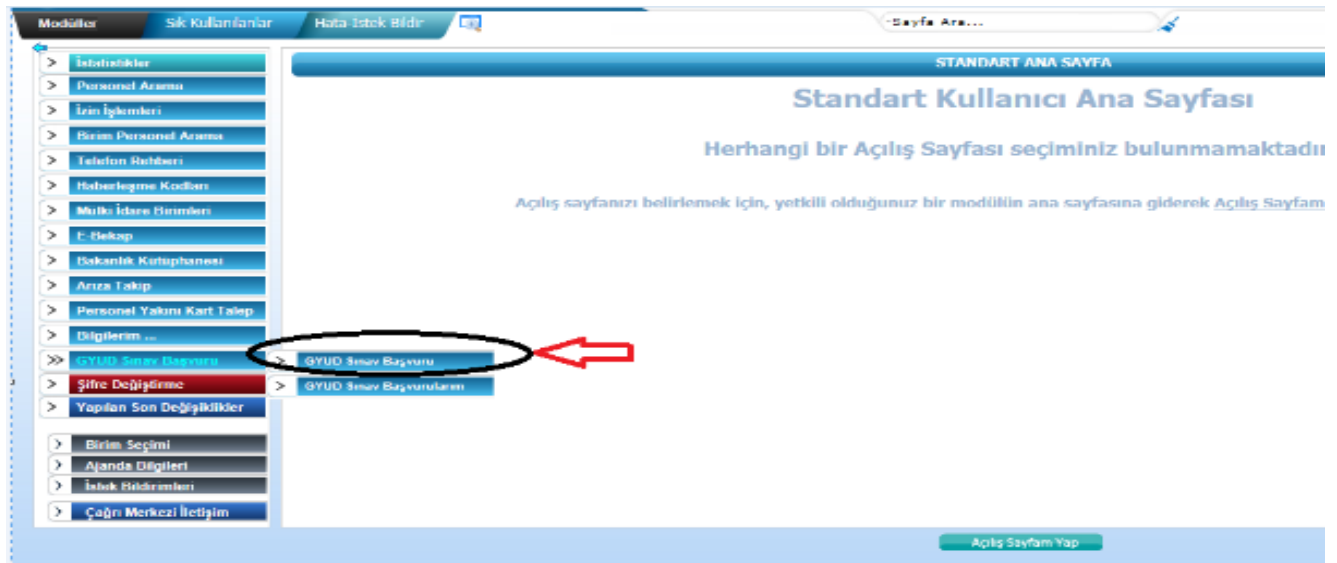 Modüller
Sık Kullanılanlar
Hata-İstek Bildir
-Sayfa Ara...
İstatistikler
Personel Arama
İzin İşlemleri
Birim Personel Arama
Telefon Rehberi
Haberleşme Kodları
Mülki İdare Birimleri
E-Bekap
Bakanlık Kütüphanesi
Arıza Takip
Personel Yakını Kart Talep
Bilgilerim ...
GYUD Sınav Başvuru
Şifre Değiştirme
Yapılan Son Değişiklikler
Birim Seçimi
Ajanda Bilgileri
İstek Bildirimleri
Çağrı Merkezi İletişim
GYUD Sınav Başvuru
GYUD Sınav Başvurularım
STANDART ANA SAYFA
Standart Kullanıcı Ana Sayfası
Herhangi bir Açılış Sayfası seçiminiz bulunmamaktadır
Açılış sayfanızı belirlemek için, yetkili olduğunuz bir modülün ana sayfasına giderek Açılış Sayfam
Açılış Sayfam Yap